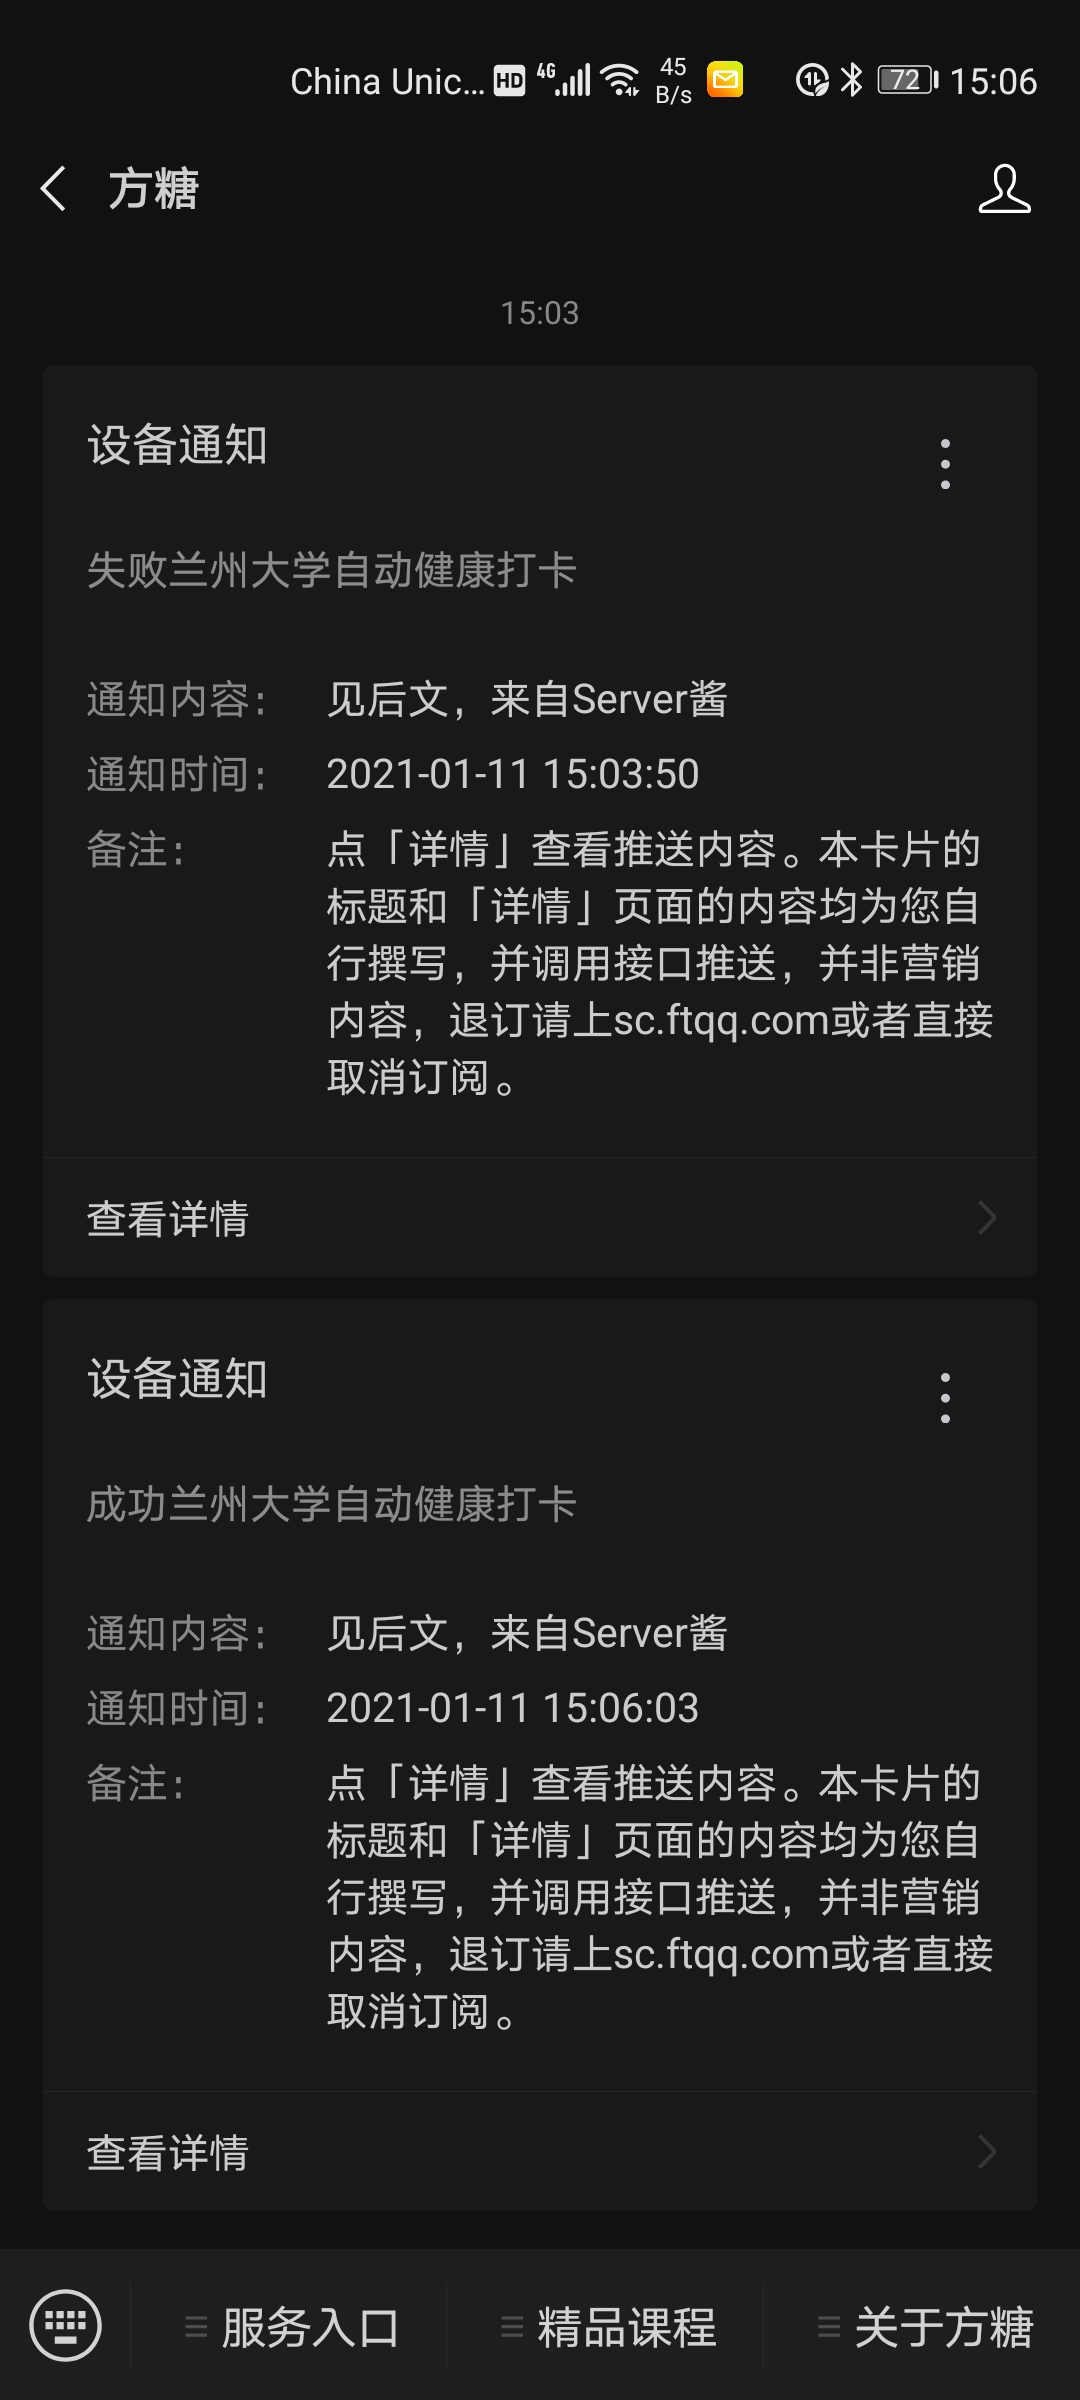 China Unic... HD 4G 45 B/s 72 15:06
方糖
15:03
设备通知
失败兰州大学自动健康打卡
通知内容： 见后文，来自Server酱
通知时间： 2021-01-11 15:03:50
备注： 点「详情」查看推送内容。本卡片的
标题和「详情」页面的内容均为您自
行撰写，并调用接口推送，并非营销
内容，退订请上sc.ftqq.com或者直接
取消订阅。
查看详情
设备通知
成功兰州大学自动健康打卡
通知内容： 见后文，来自Server酱
通知时间： 2021-01-11 15:06:03
备注： 点「详情」查看推送内容。本卡片的
标题和「详情」页面的内容均为您自
行撰写，并调用接口推送，并非营销
内容，退订请上sc.ftqq.com或者直接
取消订阅。
查看详情
服务入口 精品课程 关于方糖